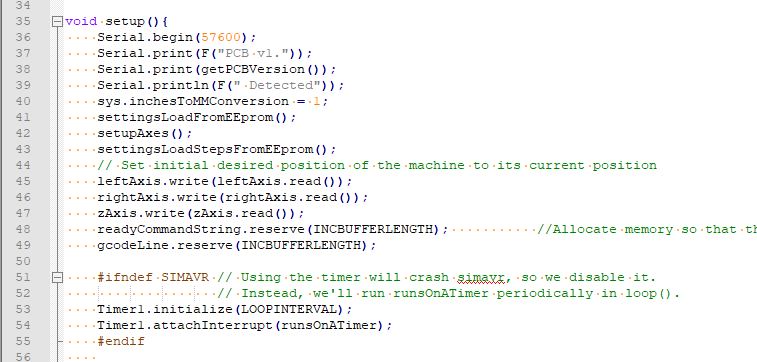 34
35 void setup(){
36 Serial.begin(57600);
37 Serial.print(F("PCB v1."));
38 Serial.print(getPCBVersion());
39 Serial.println(F(" Detected"));
40 sys.inchesToMMConversion = 1;
41 settingsLoadFromEEprom();
42 setupAxes();
43 settingsLoadStepsFromEEprom();
44 // Set initial desired position of the machine to its current position
45 leftAxis.write(leftAxis.read());
46 rightAxis.write(rightAxis.read());
47 zAxis.write(zAxis.read());
48 readyCommandString.reserve(INCBUFFERLENGTH); //Allocate memory so that th
49 gcodeLine.reserve(INCBUFFERLENGTH);
50
51 #ifndef SIMAVR // Using the timer will crash simavr, so we disable it.
52 // Instead, we'll run runsOnATimer periodically in loop().
53 Timer1.initialize(LOOPINTERVAL);
54 Timer1.attachInterrupt(runsOnATimer);
55 #endif
56